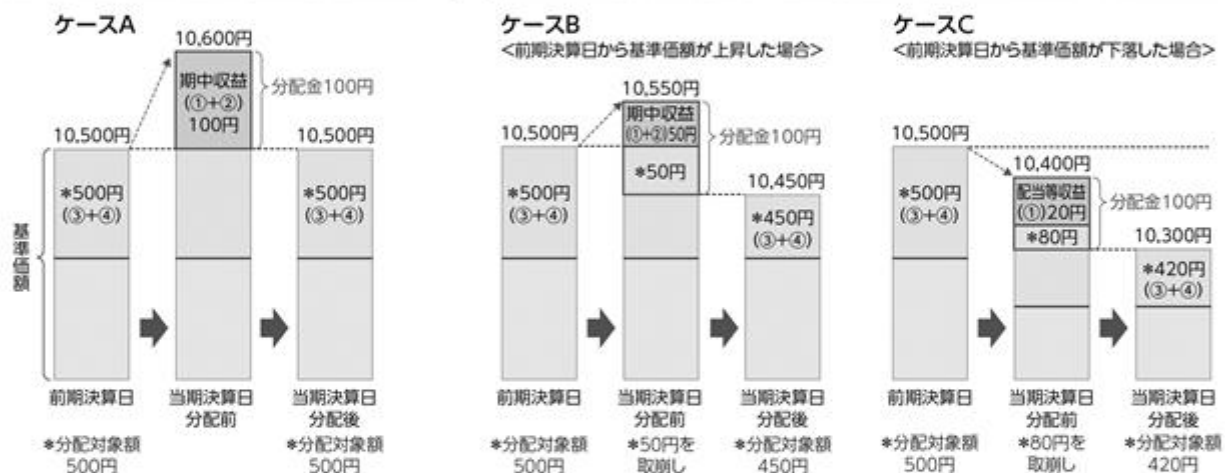 ケースA
10,600円
期中収益
(①+②)
100円
分配金100円
10,500円
10,500円
*500円
(③+④)
*500円
(③+④)
基準価額
前期決算日
当期決算日
分配前
当期決算日
分配後
*分配対象額
500円
*分配対象額
500円
ケースB
<前期決算日から基準価額が上昇した場合>
10,550円
期中収益
(①+②)50円
分配金100円
10,500円
*50円
10,450円
*500円
(③+④)
*450円
(③+④)
前期決算日
当期決算日
分配前
当期決算日
分配後
*分配対象額
500円
*50円を
取崩し
*分配対象額
450円
ケースC
<前期決算日から基準価額が下落した場合>
10,500円
10,400円
配当等収益
(①)20円
分配金100円
*80円
10,300円
*500円
(③+④)
*420円
(③+④)
前期決算日
当期決算日
分配前
当期決算日
分配後
*分配対象額
500円
*80円を
取崩し
*分配対象額
420円